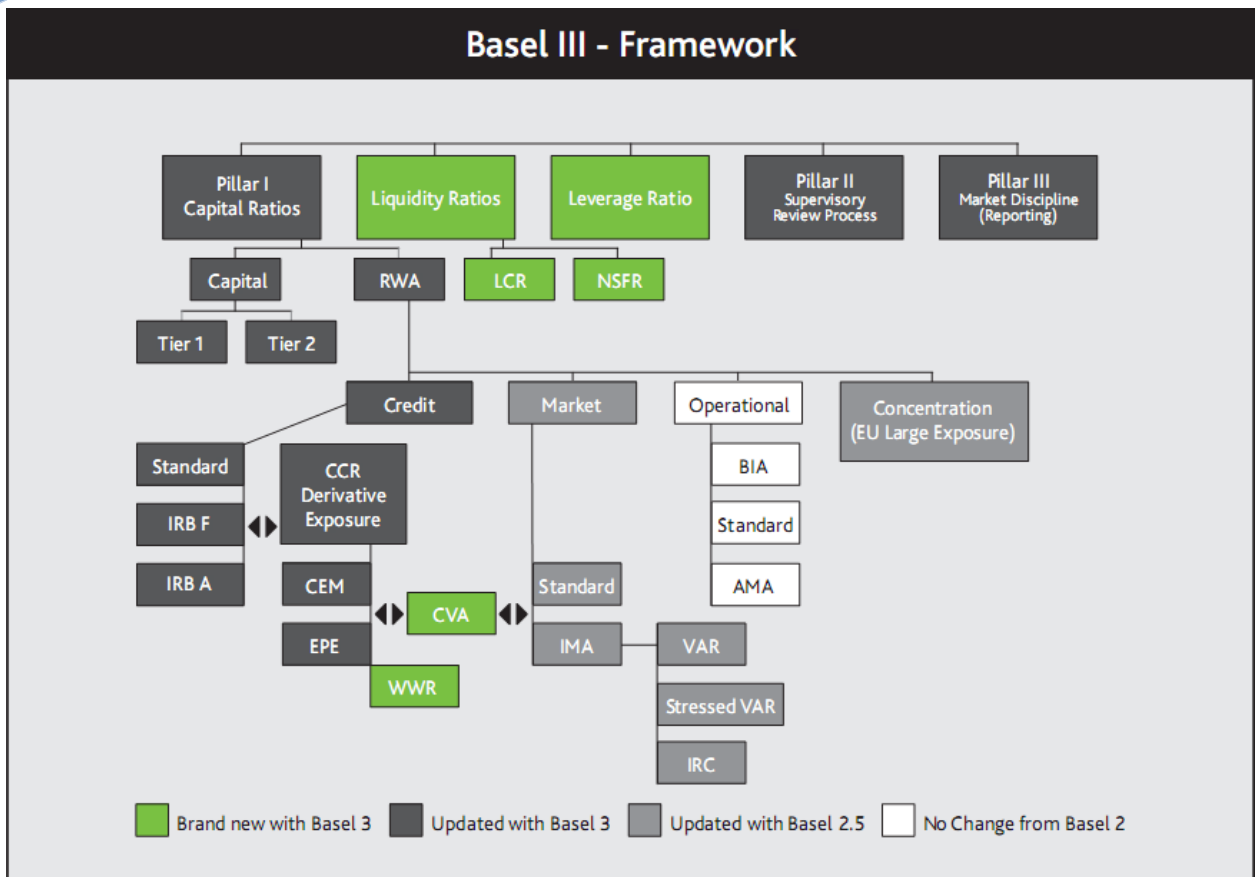 Basel III - Framework
Pillar I
Capital Ratios
Liquidity Ratios
Leverage Ratio
Pillar II
Supervisory
Review Process
Pillar III
Market Discipline
(Reporting)
Capital
RWA
LCR
NSFR
Tier 1
Tier 2
Credit
Market
Operational
Concentration
(EU Large Exposure)
Standard
IRB F
IRB A
CCR
Derivative
Exposure
CEM
EPE
WWR
CVA
Standard
IMA
VAR
Stressed VAR
IRC
BIA
Standard
AMA
Brand new with Basel 3
Updated with Basel 3
Updated with Basel 2.5
No Change from Basel 2